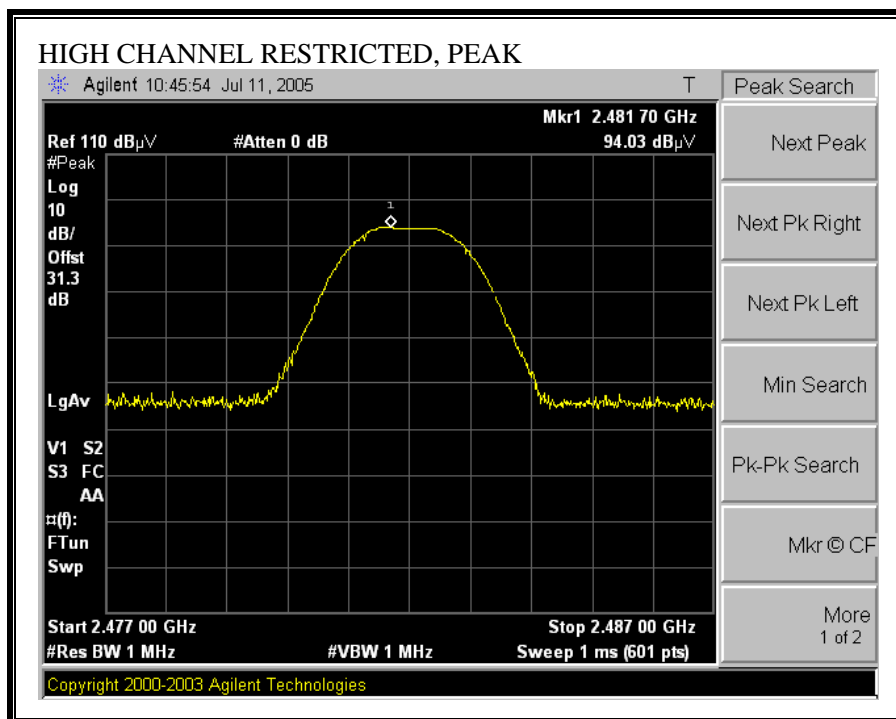 HIGH CHANNEL RESTRICTED, PEAK
Agilent 10:45:54 Jul 11, 2005 T
Peak Search
Mkr1 2.481 70 GHz
Ref 110 dBµV #Atten 0 dB 94.03 dBµV
#Peak
Log
10
dB/
Offst
31.3
dB
1
LgAv
V1 S2
S3 FC
AA
¤(f):
FTun
Swp
Start 2.477 00 GHz Stop 2.487 00 GHz
#Res BW 1 MHz #VBW 1 MHz Sweep 1 ms (601 pts)
Copyright 2000-2003 Agilent Technologies
Next Peak
Next Pk Right
Next Pk Left
Min Search
Pk-Pk Search
Mkr © CF
More
1 of 2